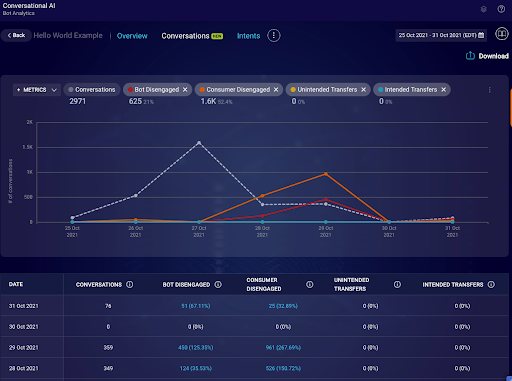 Conversational AI
Bot Analytics
Back
Hello World Example | Overview Conversations NEW Intents
25 Oct 2021 - 31 Oct 2021 (EDT)
Download
+ METRICS
Conversations Bot Disengaged Consumer Disengaged Unintended Transfers Intended Transfers
2971 625 21% 1.6K 52.4% 0 0% 0 0%
# of conversations
2K
1.5K
1K
500
0
25 Oct 2021
26 Oct 2021
27 Oct 2021
28 Oct 2021
29 Oct 2021
30 Oct 2021
31 Oct 2021
DATE CONVERSATIONS BOT DISENGAGED CONSUMER DISENGAGED UNINTENDED TRANSFERS INTENDED TRANSFERS
31 Oct 2021 76 51 (67.11%) 25 (32.89%) 0 (0%) 0 (0%)
30 Oct 2021 0 0 (0%) 0 (0%) 0 (0%) 0 (0%)
29 Oct 2021 359 450 (125.35%) 961 (267.69%) 0 (0%) 0 (0%)
28 Oct 2021 349 124 (35.53%) 526 (150.72%) 0 (0%) 0 (0%)